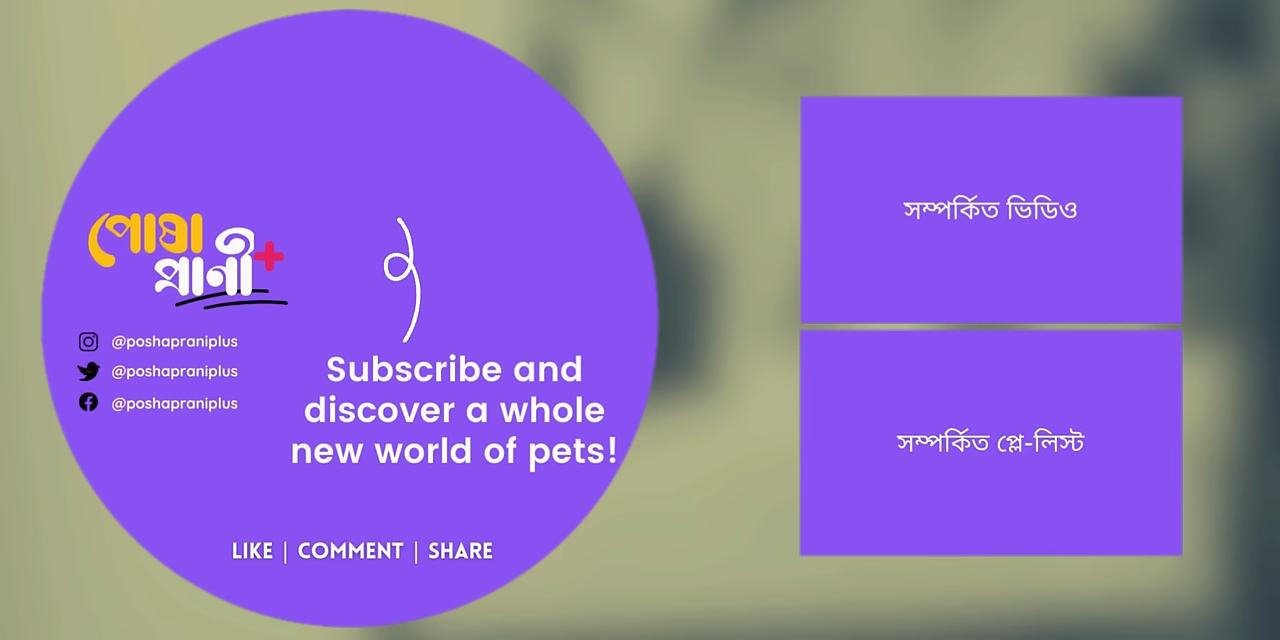 পোষা
প্রাণী+
@poshapraniplus
@poshapraniplus
@poshapraniplus
Subscribe and
discover a whole
new world of pets!
LIKE | COMMENT | SHARE
সম্পর্কিত ভিডিও
সম্পর্কিত প্লে-লিস্ট